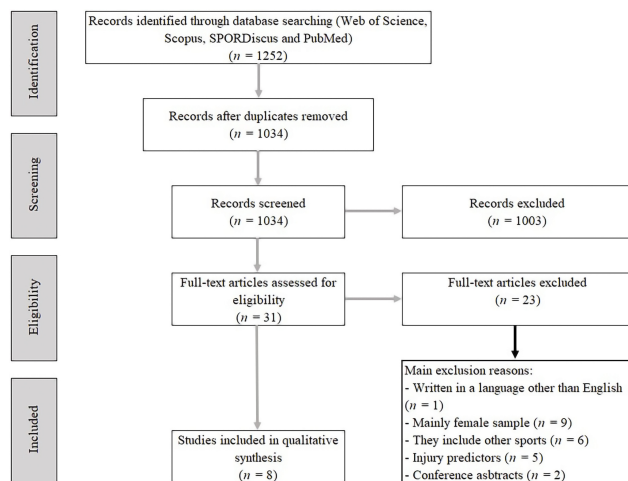 Identification
Records identified through database searching (Web of Science,
Scopus, SPORDiscus and PubMed)
(n = 1252)
Records after duplicates removed
(n = 1034)
Screening
Records screened
(n = 1034)
Records excluded
(n = 1003)
Eligibility
Full-text articles assessed for
eligibility
(n = 31)
Full-text articles excluded
(n = 23)
Main exclusion reasons:
- Written in a language other than English
(n = 1)
- Mainly female sample (n = 9)
- They include other sports (n = 6)
- Injury predictors (n = 5)
- Conference asbtracts (n = 2)
Included
Studies included in qualitative
synthesis
(n = 8)